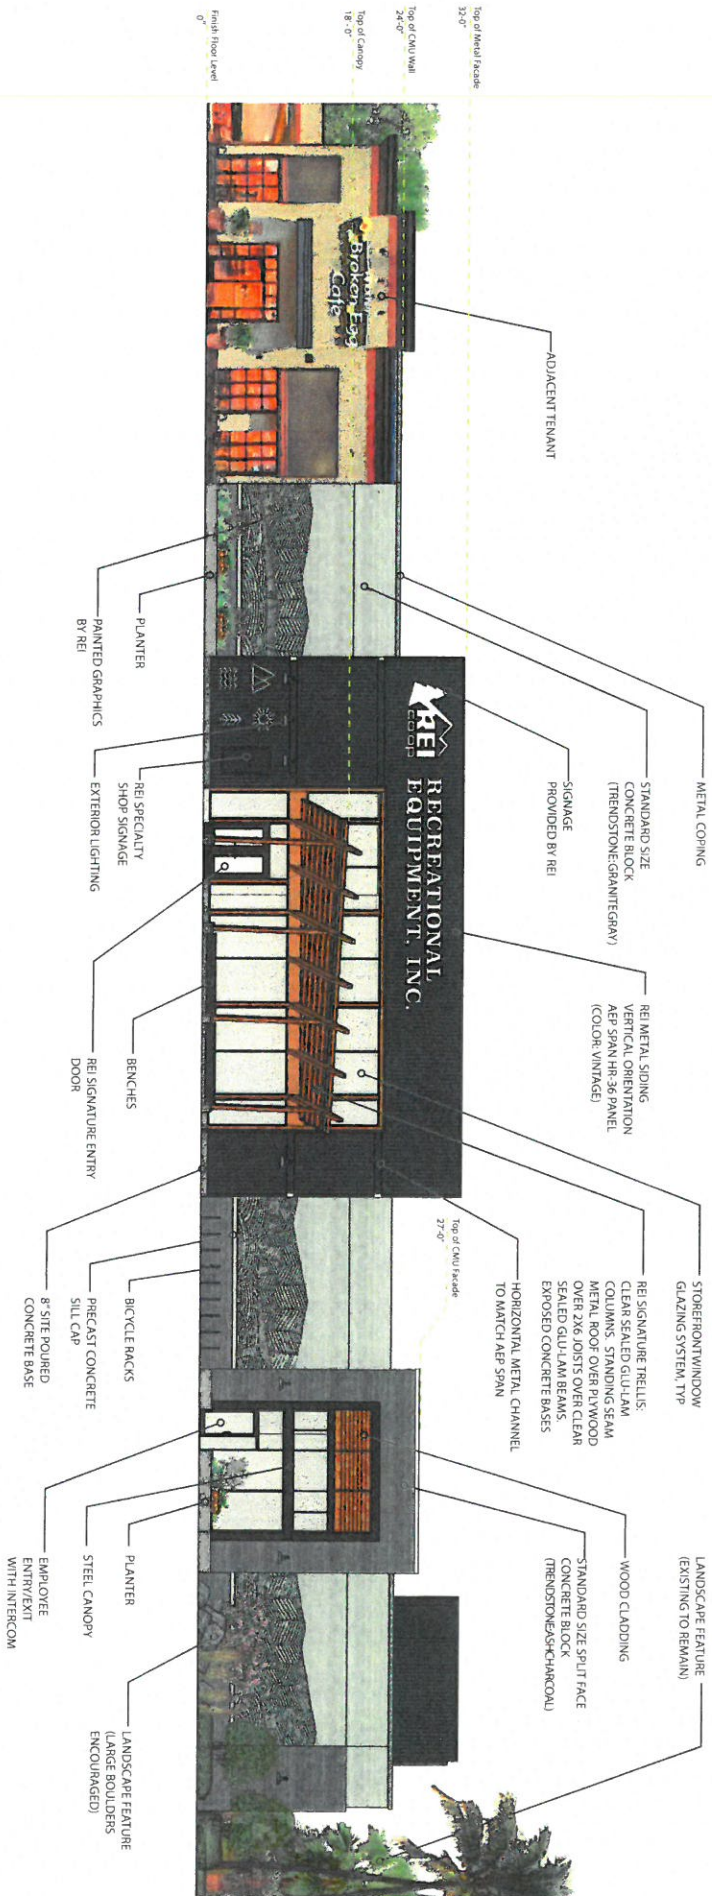 Top of Metal Facade
32'-0"
Top of CMU Wall
24'-0"
Top of Canopy
18'-0"
Finish Floor Level
0"
ADJACENT TENANT
METAL COPING
STANDARD SIZE
CONCRETE BLOCK
(TRENDSTONE:GRANITE GRAY)
SIGNAGE
PROVIDED BY REI
REI METAL SIDING
VERTICAL ORIENTATION
AEP SPAN HR-36 PANEL
(COLOR: VINTAGE)
STOREFRONT WINDOW
GLAZING SYSTEM, TYP
REI SIGNATURE TRELLIS:
CLEAR SEALED GLU-LAM
COLUMNS. STANDING SEAM
METAL ROOF OVER PLYWOOD
OVER 2X6 JOISTS OVER CLEAR
SEALED GLU-LAM BEAMS.
EXPOSED CONCRETE BASES
HORIZONTAL METAL CHANNEL
TO MATCH AEP SPAN
Top of CMU Facade
27'-0"
LANDSCAPE FEATURE
(EXISTING TO REMAIN)
WOOD CLADDING
STANDARD SIZE SPLIT FACE
CONCRETE BLOCK
(TRENDSTONE:ASHCHARCOAL)
Broken Egg
Cafe
REI
co-op
RECREATIONAL
EQUIPMENT, INC.
PLANTER
PAINTED GRAPHICS
BY REI
REI SPECIALTY
SHOP SIGNAGE
EXTERIOR LIGHTING
BENCHES
REI SIGNATURE ENTRY
DOOR
BICYCLE RACKS
PRECAST CONCRETE
SILL CAP
8" SITE POURED
CONCRETE BASE
PLANTER
STEEL CANOPY
EMPLOYEE
ENTRY/EXIT
WITH INTERCOM
LANDSCAPE FEATURE
(LARGE BOULDERS
ENCOURAGED)